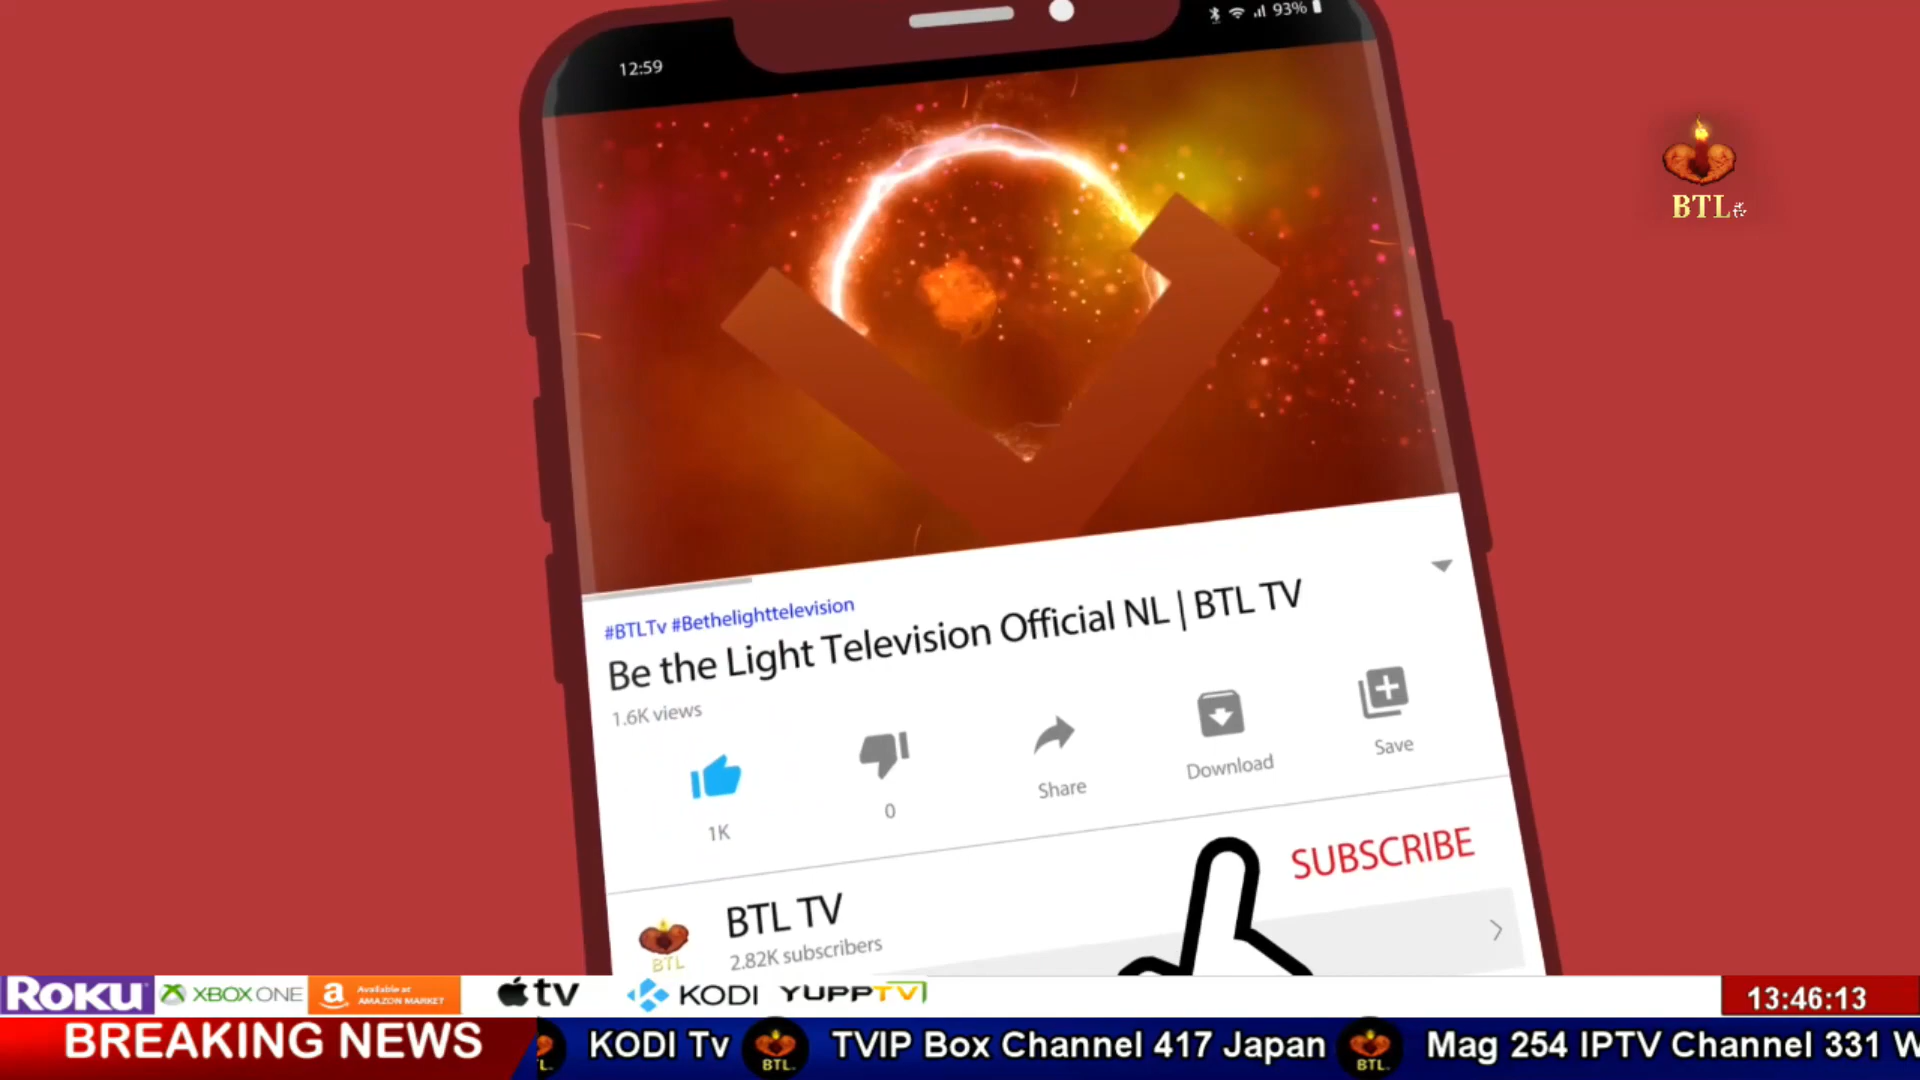 12:59
93%
BTL
#BTLTv #Bethelighttelevision
Be the Light Television Official NL | BTL TV
1.6K views
1K
0
Share
Download
Save
SUBSCRIBE
BTL TV
2.82K subscribers
BTL
ROKU XBOX ONE a Available at AMAZON MARKET tv KODI YUPPTV
13:46:13
BREAKING NEWS
KODI Tv BTL TVIP Box Channel 417 Japan BTL Mag 254 IPTV Channel 331 W